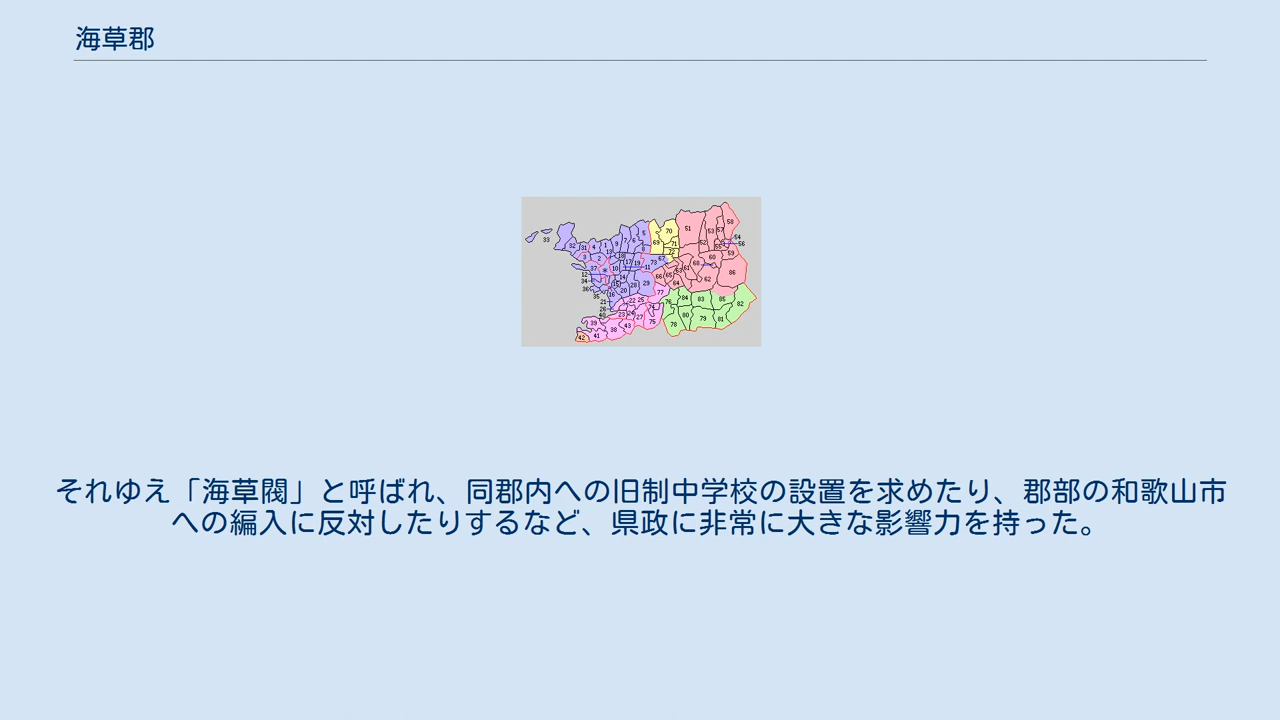 海草郡
それゆえ「海草閥」と呼ばれ、同郡内への旧制中学校の設置を求めたり、郡部の和歌山市
への編入に反対したりするなど、県政に非常に大きな影響力を持った。